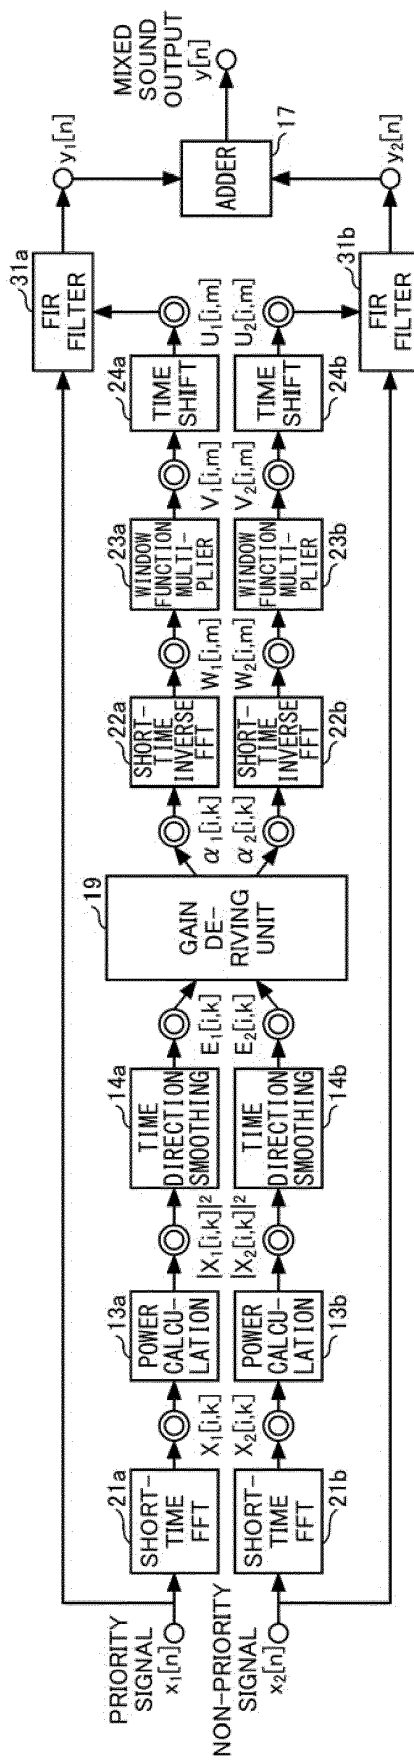 PRIORITY
SIGNAL
x₁[n]
NON-PRIORITY
SIGNAL
x₂[n]
21a
SHORT-
TIME
FFT
21b
SHORT-
TIME
FFT
X₁[i,k]
X₂[i,k]
13a
POWER
CALCU-
LATION
13b
POWER
CALCU-
LATION
|X₁[i,k]|²
|X₂[i,k]|²
14a
TIME
DIRECTION
SMOOTHING
14b
TIME
DIRECTION
SMOOTHING
E₁[i,k]
E₂[i,k]
19
GAIN
DE-
RIVING
UNIT
α₁[i,k]
α₂[i,k]
22a
SHORT-
TIME
INVERSE
FFT
22b
SHORT-
TIME
INVERSE
FFT
W₁[i,m]
W₂[i,m]
23a
WINDOW
FUNCTION
MULTI-
PLIER
23b
WINDOW
FUNCTION
MULTI-
PLIER
V₁[i,m]
V₂[i,m]
24a
TIME
SHIFT
24b
TIME
SHIFT
U₁[i,m]
U₂[i,m]
31a
FIR
FILTER
31b
FIR
FILTER
y₁[n]
y₂[n]
ADDER
17
MIXED
SOUND
OUTPUT
y[n]